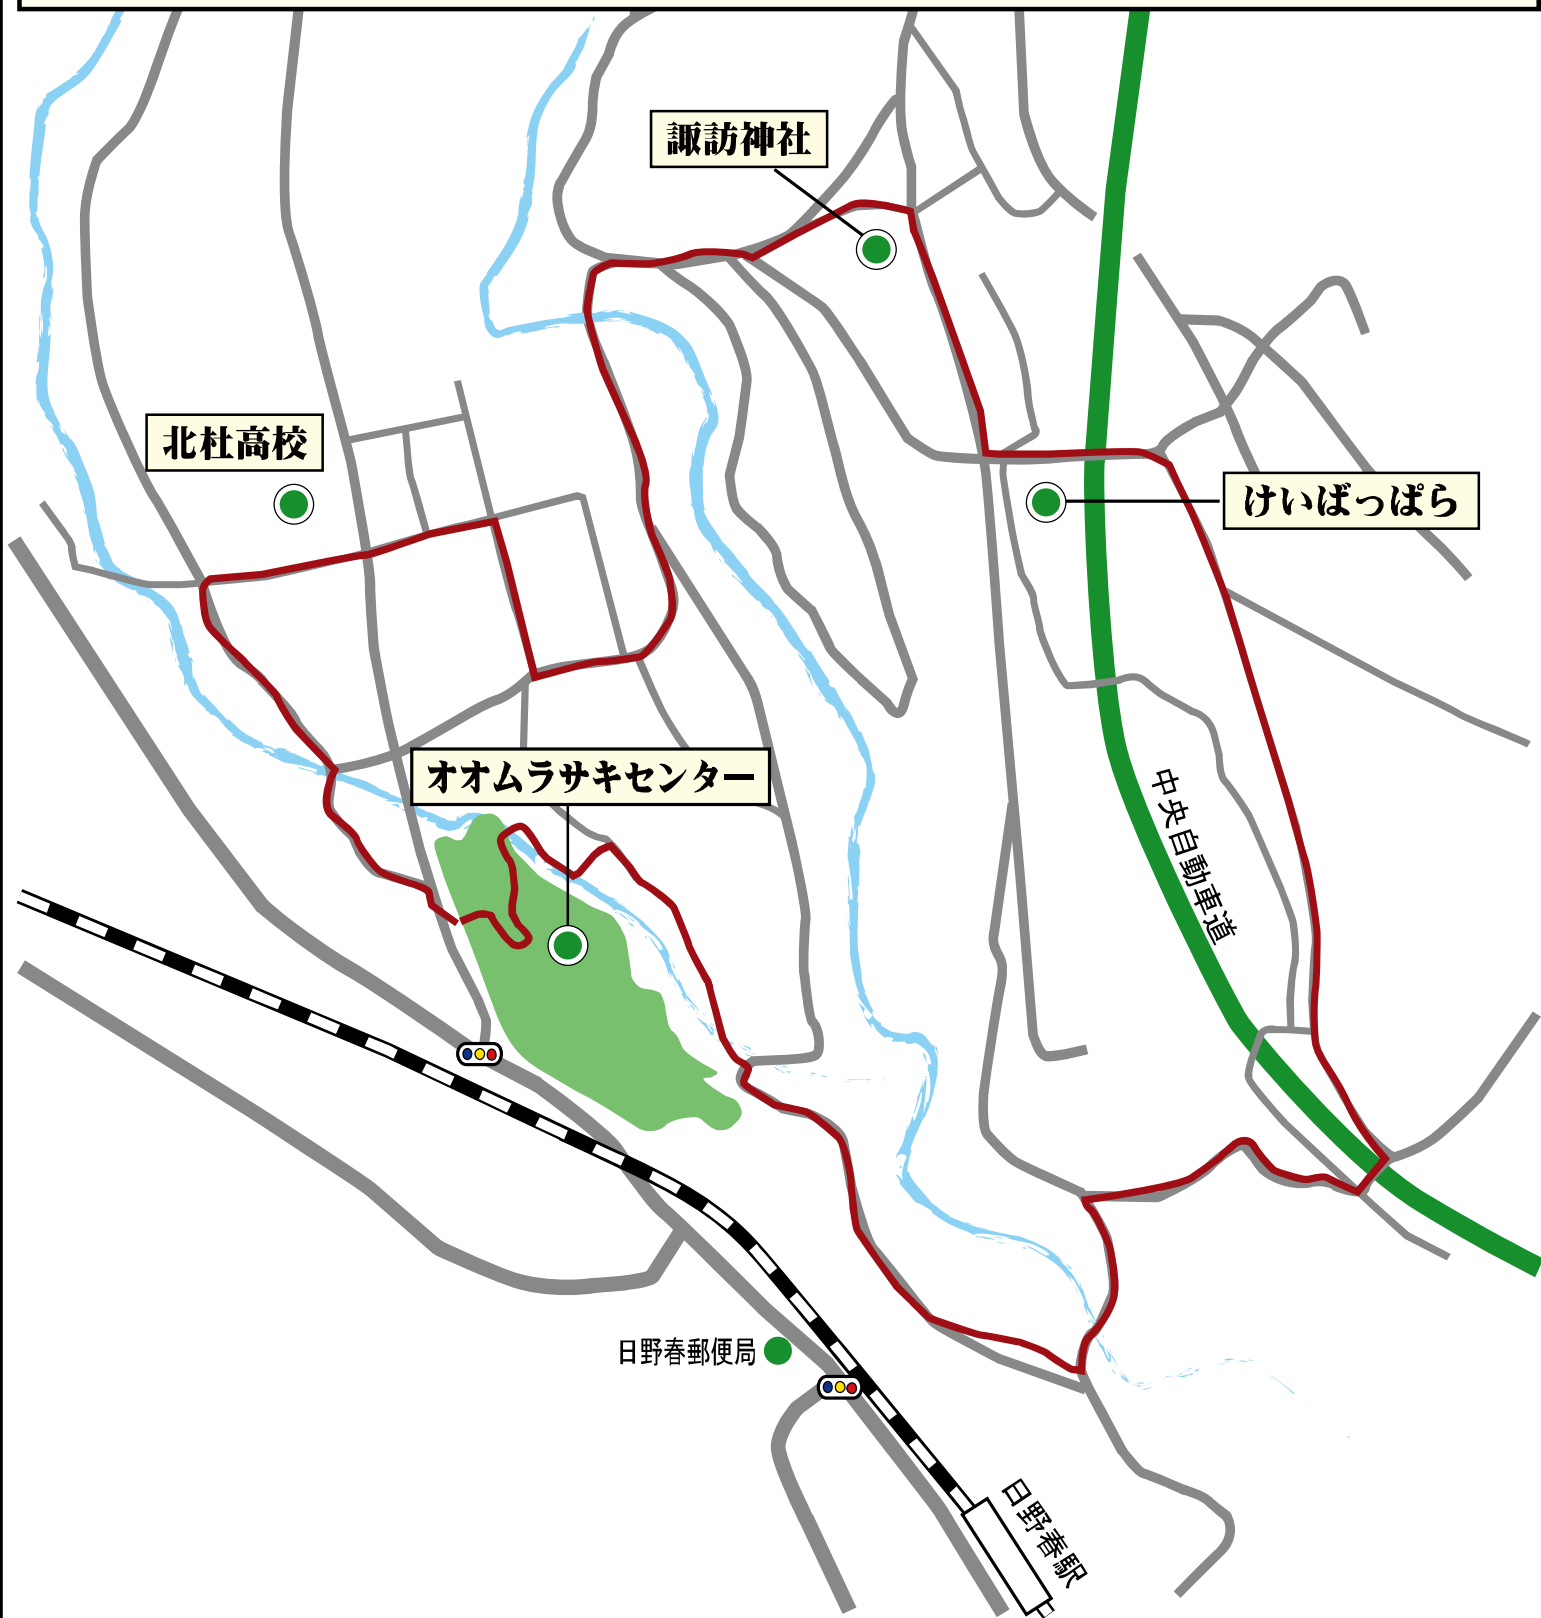 諏訪神社
北杜高校
けいばっぱら
オオムラサキセンター
中央自動車道
日野春郵便局
日野春駅